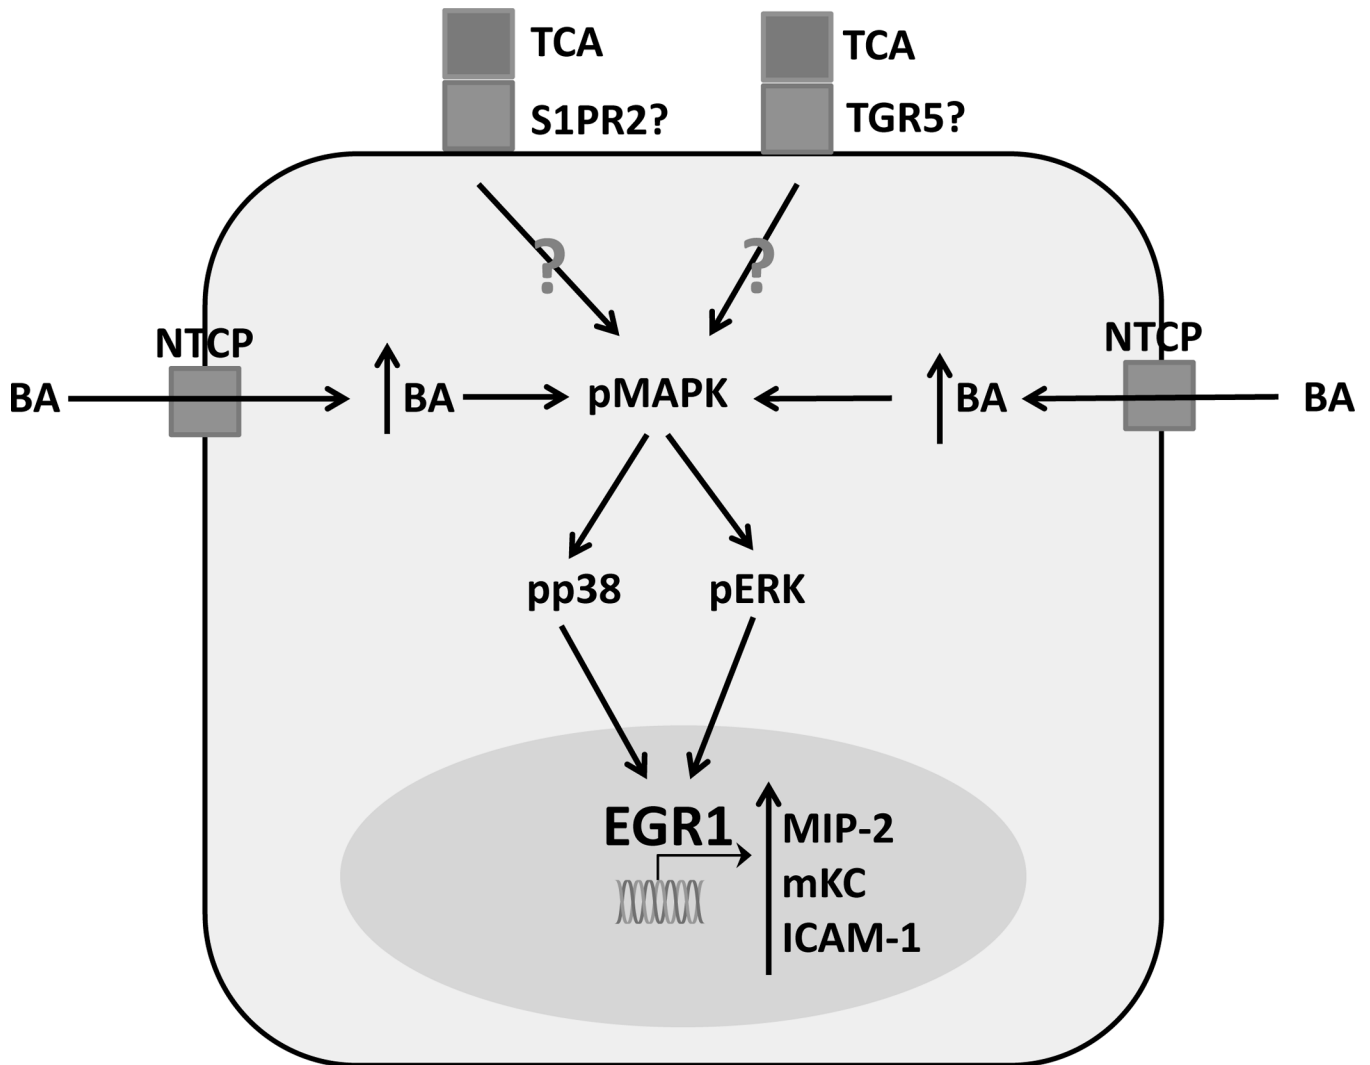 TCA
TCA
S1PR2?
TGR5?
?
?
NTCP
NTCP
BA
BA
pMAPK
BA
BA
pp38
pERK
EGR1
MIP-2
mKC
ICAM-1